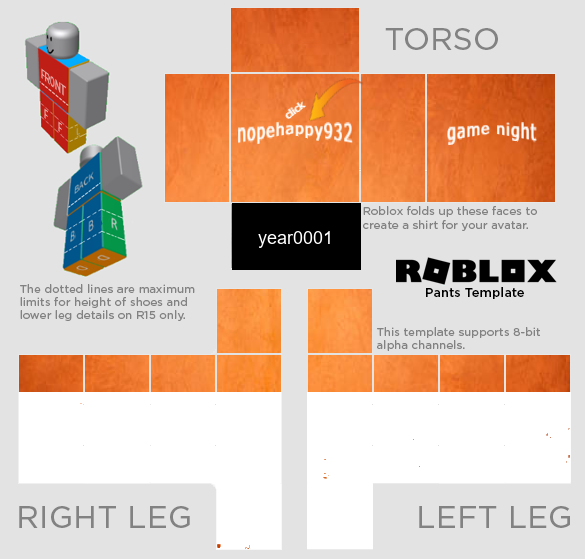 TORSO
FRONT
F F L
BACK
B B R
click
nopehappy932
game night
year0001
Roblox folds up these faces to
create a shirt for your avatar.
ROBLOX
Pants Template
The dotted lines are maximum
limits for height of shoes and
lower leg details on R15 only.
This template supports 8-bit
alpha channels.
RIGHT LEG
LEFT LEG